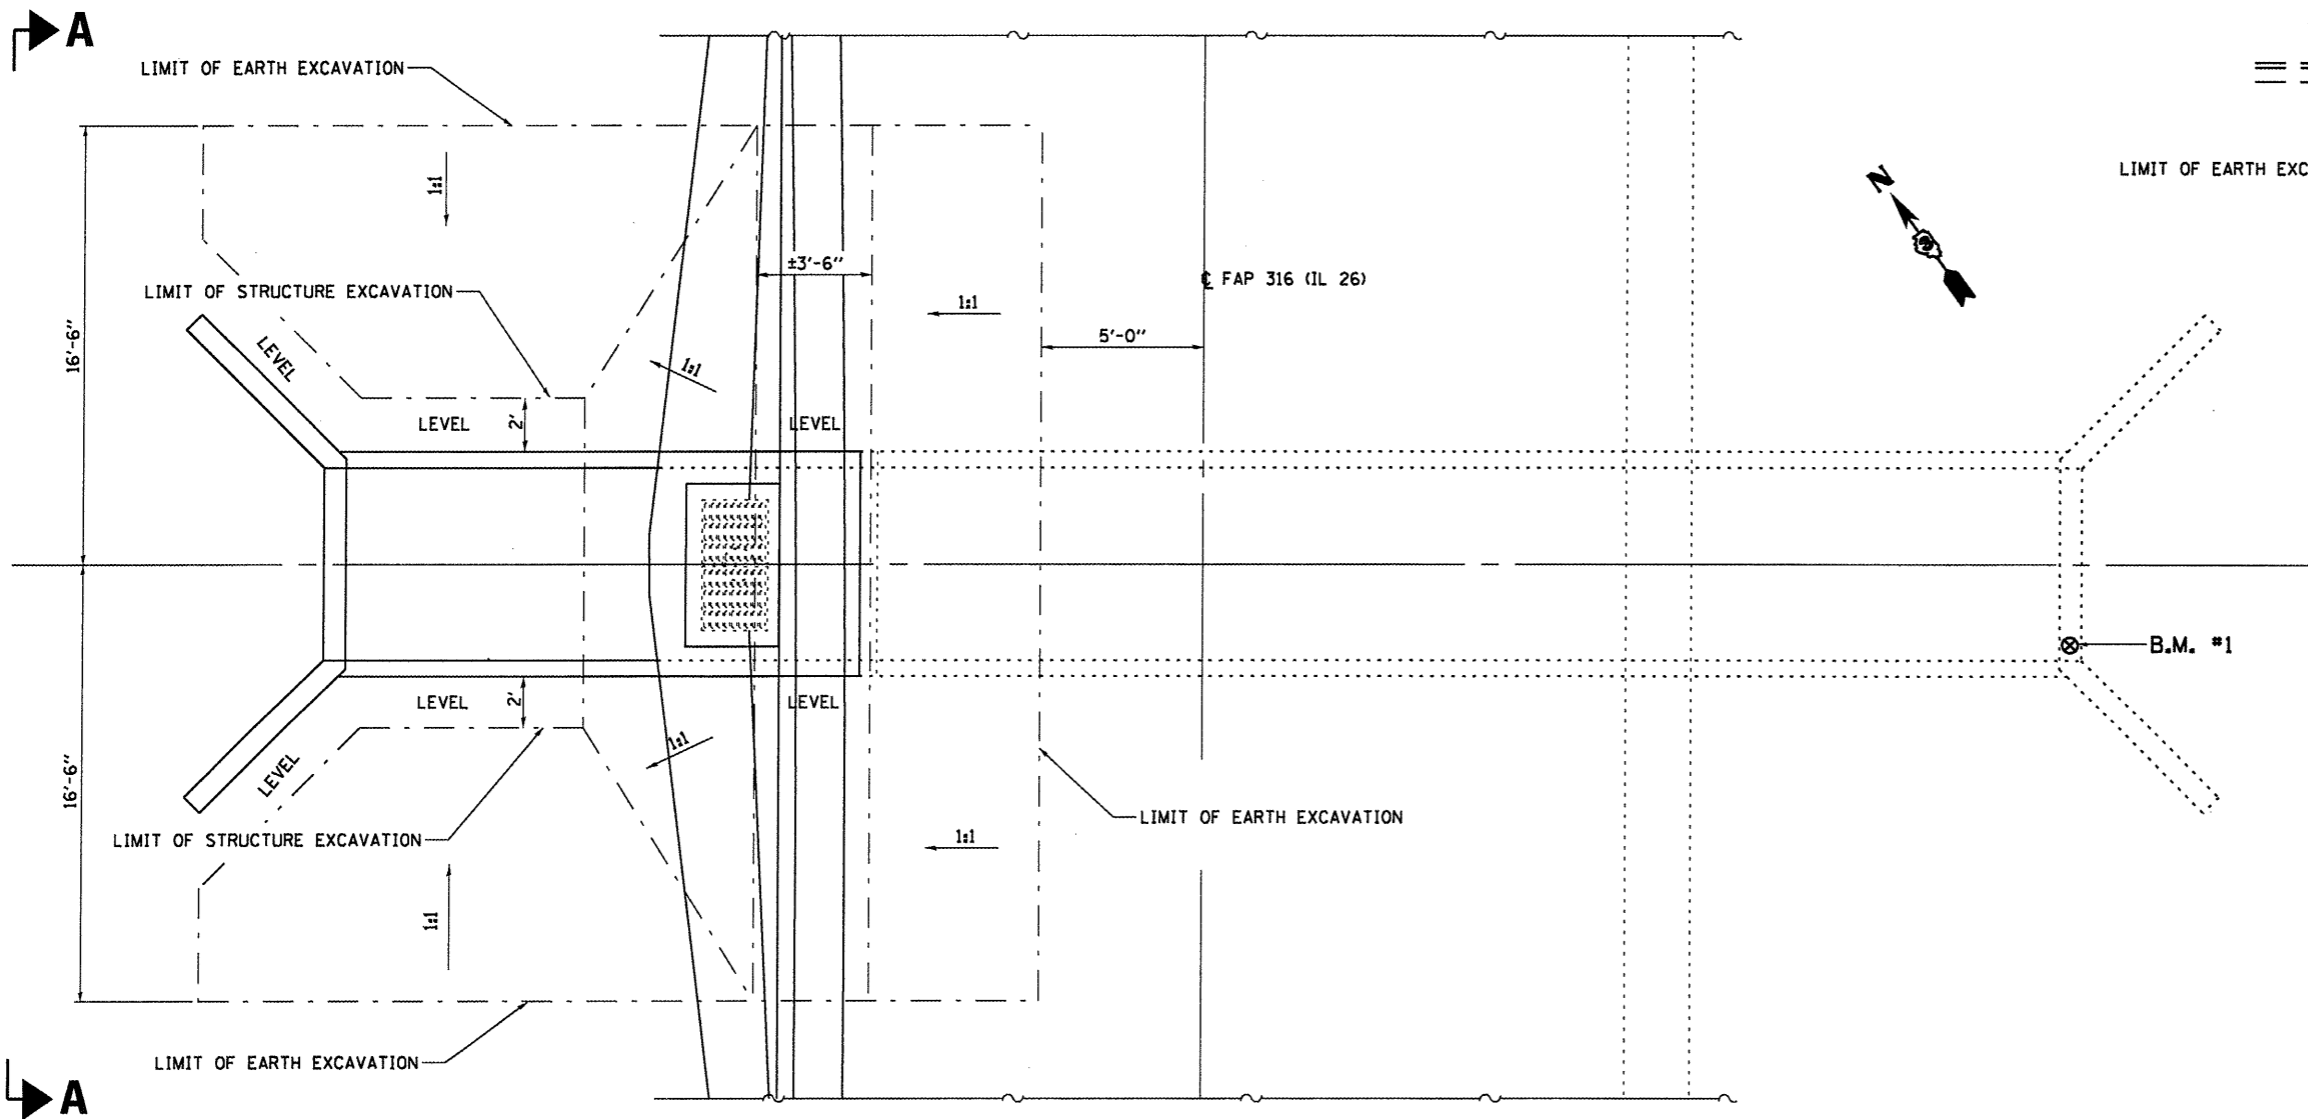 A
LIMIT OF EARTH EXCAVATION
LIMIT OF EARTH EXC
N
1:1
±3'-6"
℄ FAP 316 (IL 26)
LIMIT OF STRUCTURE EXCAVATION
1:1
5'-0"
16'-6"
LEVEL
1:1
LEVEL
2'
LEVEL
B.M. #1
LEVEL
2'
LEVEL
1:1
LEVEL
16'-6"
LIMIT OF EARTH EXCAVATION
LIMIT OF STRUCTURE EXCAVATION
1:1
1:1
LIMIT OF EARTH EXCAVATION
A